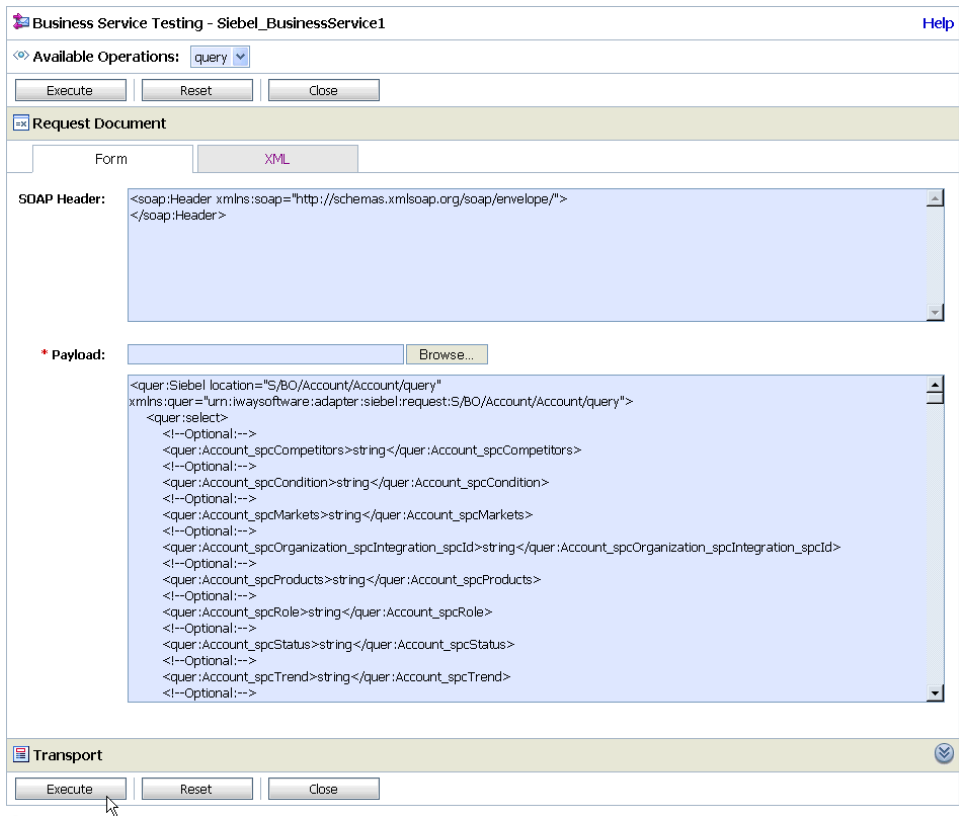 Business Service Testing - Siebel_BusinessService1 Help
Available Operations: query
Execute Reset Close
Request Document
Form XML
SOAP Header: <soap:Header xmlns:soap="http://schemas.xmlsoap.org/soap/envelope/">
</soap:Header>
* Payload: Browse...
<quer:Siebel location="S/BO/Account/Account/query"
xmlns:quer="urn:iwaysoftware:adapter:siebel:request:S/BO/Account/Account/query">
<quer:select>
<!--Optional:-->
<quer:Account_spcCompetitors>string</quer:Account_spcCompetitors>
<!--Optional:-->
<quer:Account_spcCondition>string</quer:Account_spcCondition>
<!--Optional:-->
<quer:Account_spcMarkets>string</quer:Account_spcMarkets>
<!--Optional:-->
<quer:Account_spcOrganization_spcIntegration_spcId>string</quer:Account_spcOrganization_spcIntegration_spcId>
<!--Optional:-->
<quer:Account_spcProducts>string</quer:Account_spcProducts>
<!--Optional:-->
<quer:Account_spcRole>string</quer:Account_spcRole>
<!--Optional:-->
<quer:Account_spcStatus>string</quer:Account_spcStatus>
<!--Optional:-->
<quer:Account_spcTrend>string</quer:Account_spcTrend>
<!--Optional:-->
Transport
Execute Reset Close